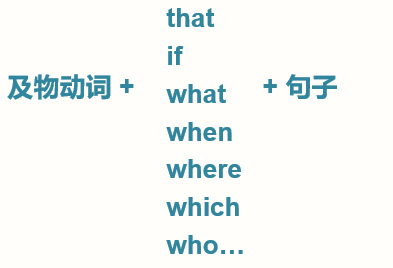 that
if
及物动词 + what + 句子
when
where
which
who…